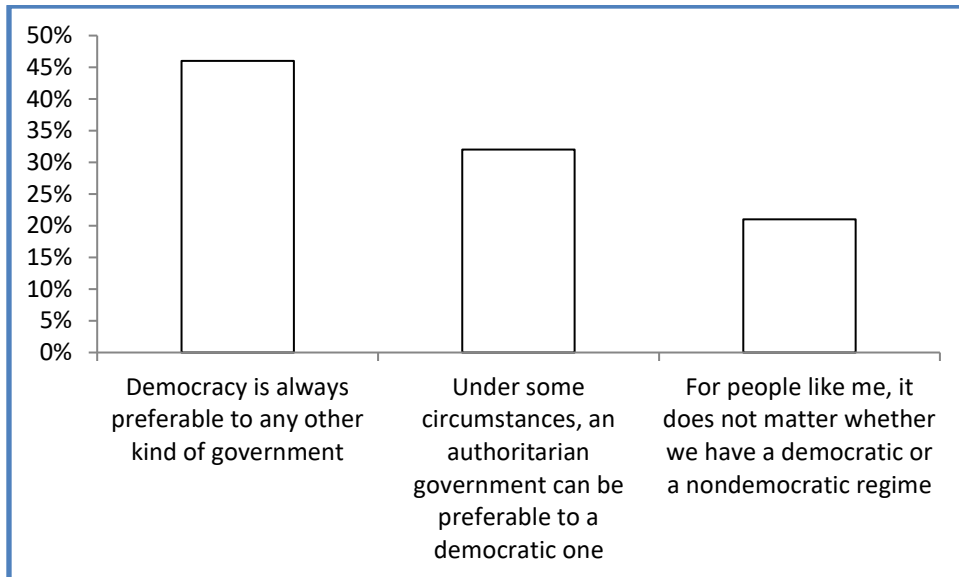 50%
45%
40%
35%
30%
25%
20%
15%
10%
5%
0%
Democracy is always
preferable to any other
kind of government
Under some
circumstances, an
authoritarian
government can be
preferable to a
democratic one
For people like me, it
does not matter whether
we have a democratic or
a nondemocratic regime